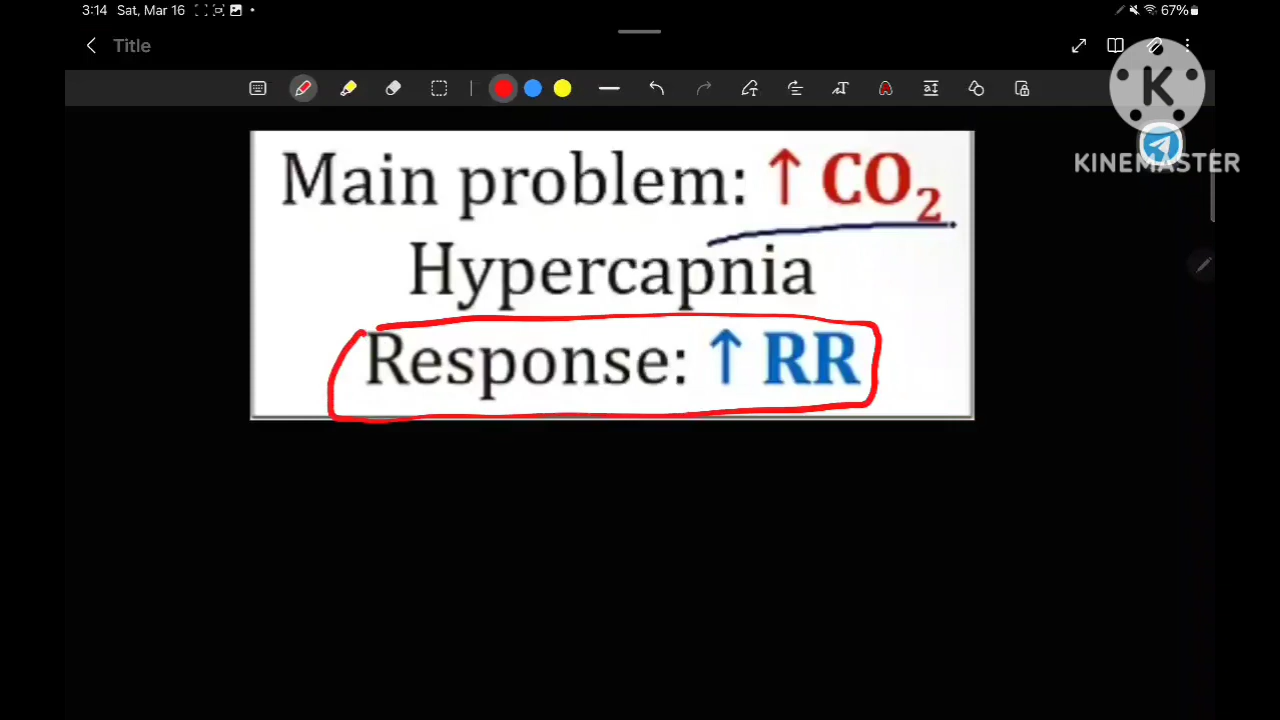 3:14 Sat, Mar 16
67%
Title
K
KINEMASTER
Main problem: ↑ CO₂
Hypercapnia
Response: ↑ RR